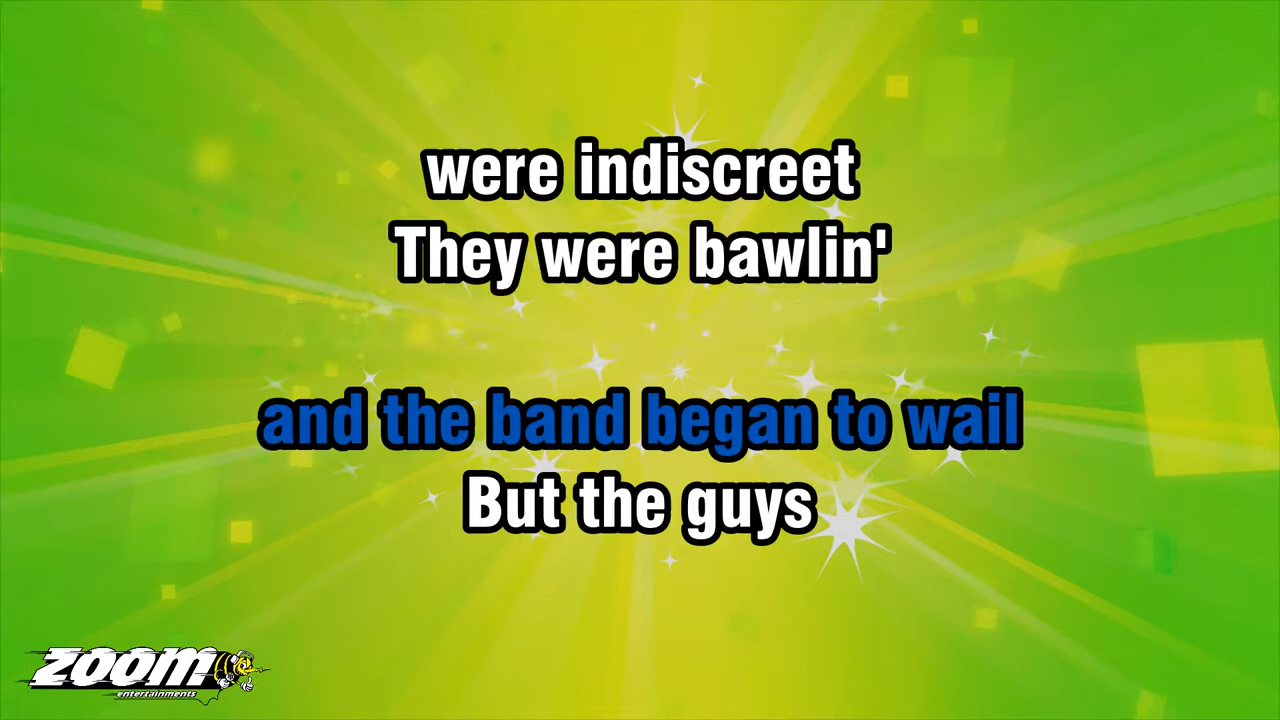 were indiscreet
They were bawlin'
and the band began to wail
But the guys
zoom
entertainments